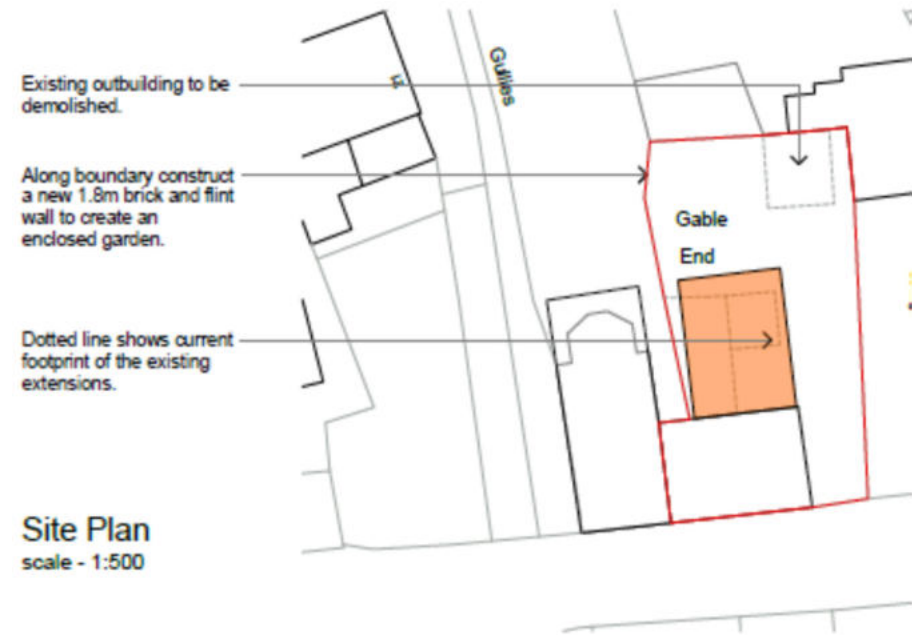 Existing outbuilding to be
demolished.
Along boundary construct
a new 1.8m brick and flint
wall to create an
enclosed garden.
Dotted line shows current
footprint of the existing
extensions.
Site Plan
scale - 1:500
Gullies
Gable
End